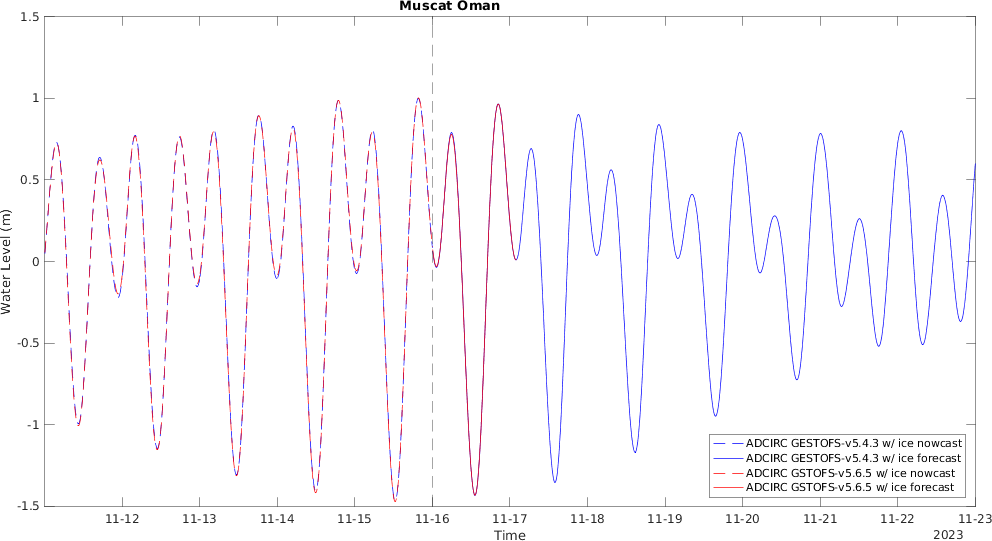 Muscat Oman
1.5
1
0.5
0
-0.5
-1
-1.5
Water Level (m)
ADCIRC GESTOFS-v5.4.3 w/ ice nowcast
ADCIRC GESTOFS-v5.4.3 w/ ice forecast
ADCIRC GSTOFS-v5.6.5 w/ ice nowcast
ADCIRC GSTOFS-v5.6.5 w/ ice forecast
11-12 11-13 11-14 11-15 11-16 11-17 11-18 11-19 11-20 11-21 11-22 11-23
Time
2023